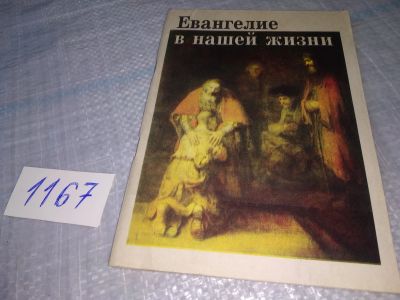 Евангелие
в нашей жизни
1167